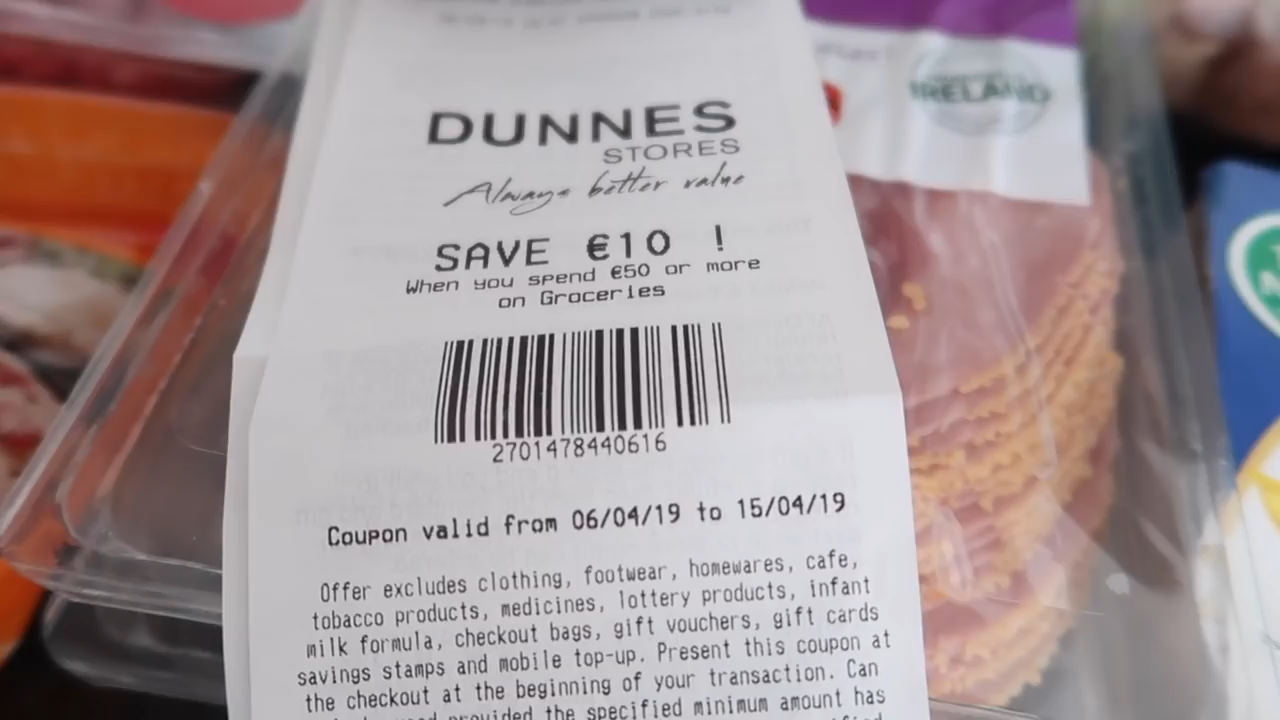 DUNNES
STORES
Always better value
SAVE €10 !
When you spend €50 or more
on Groceries
2701478440616
Coupon valid from 06/04/19 to 15/04/19
Offer excludes clothing, footwear, homewares, cafe,
tobacco products, medicines, lottery products, infant
milk formula, checkout bags, gift vouchers, gift cards
savings stamps and mobile top-up. Present this coupon at
the checkout at the beginning of your transaction. Can
provided the specified minimum amount has
IRELAND